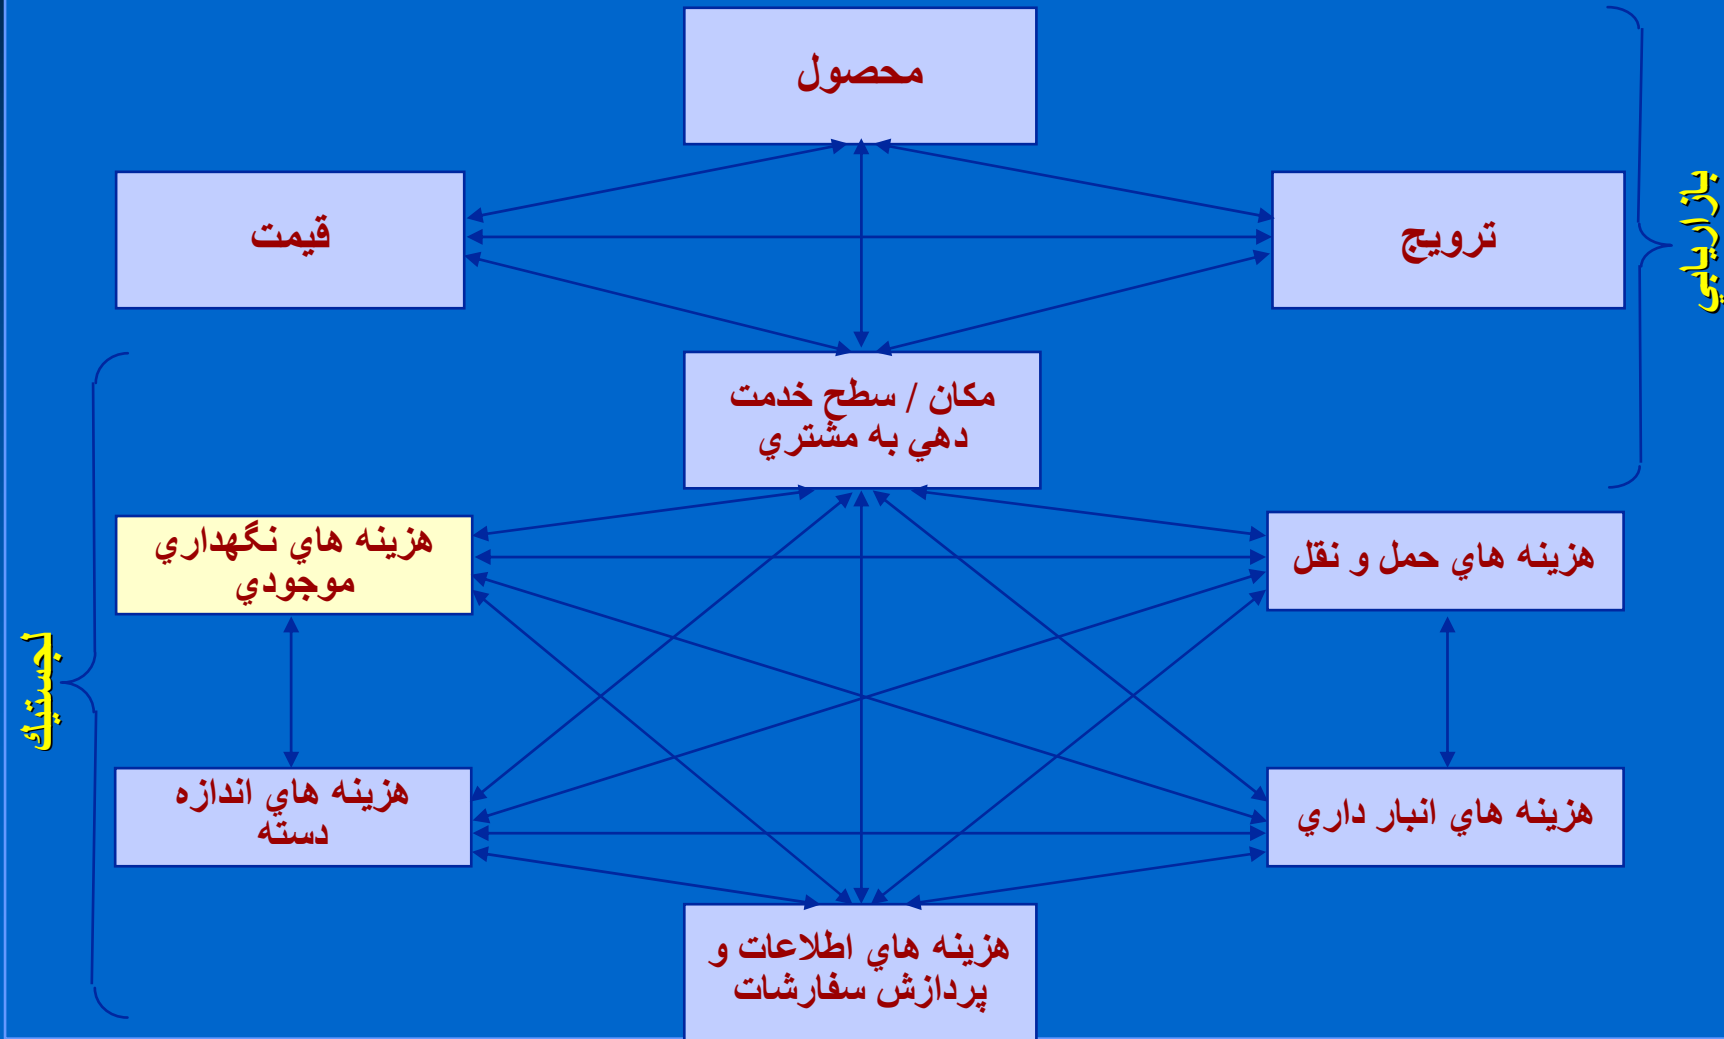 محصول
ترويج
قيمت
بازاريابي
مكان / سطح خدمت
دهي به مشتري
هزينه هاي حمل و نقل
هزينه هاي نگهداري
موجودي
لجستيك
هزينه هاي انبار داري
هزينه هاي اندازه
دسته
هزينه هاي اطلاعات و
پردازش سفارشات